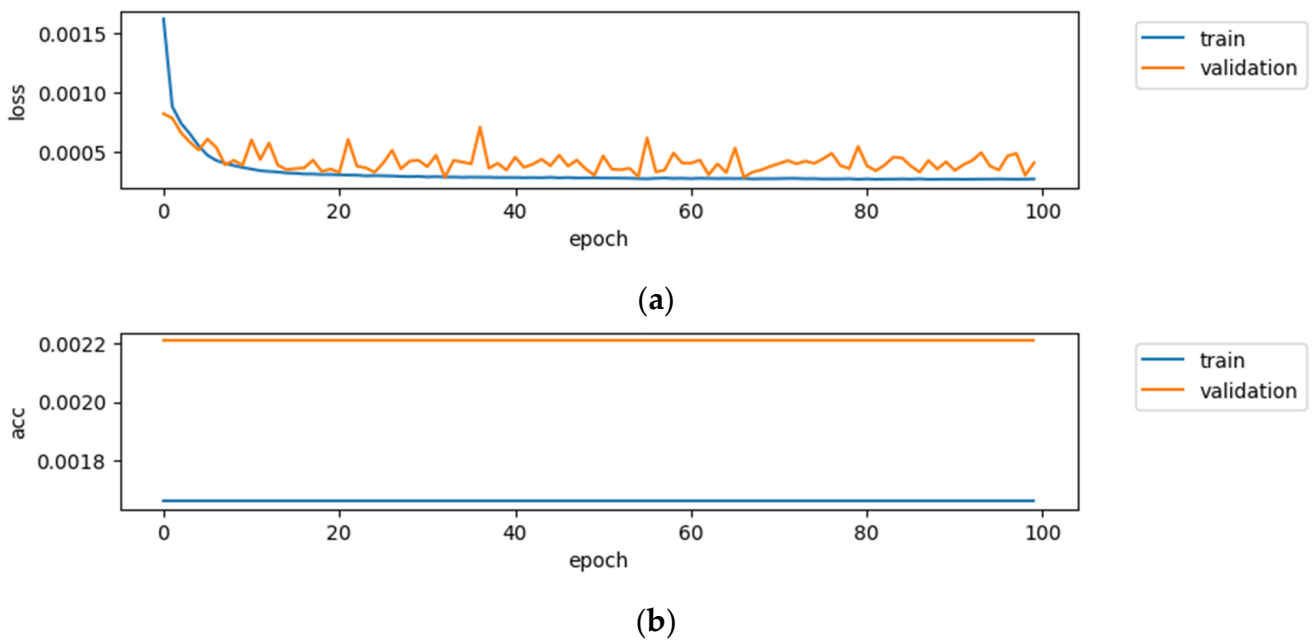 0.0015
0.0010
0.0005
loss
0 20 40 60 80 100
epoch
train
validation
(a)
0.0022
0.0020
0.0018
acc
0 20 40 60 80 100
epoch
train
validation
(b)